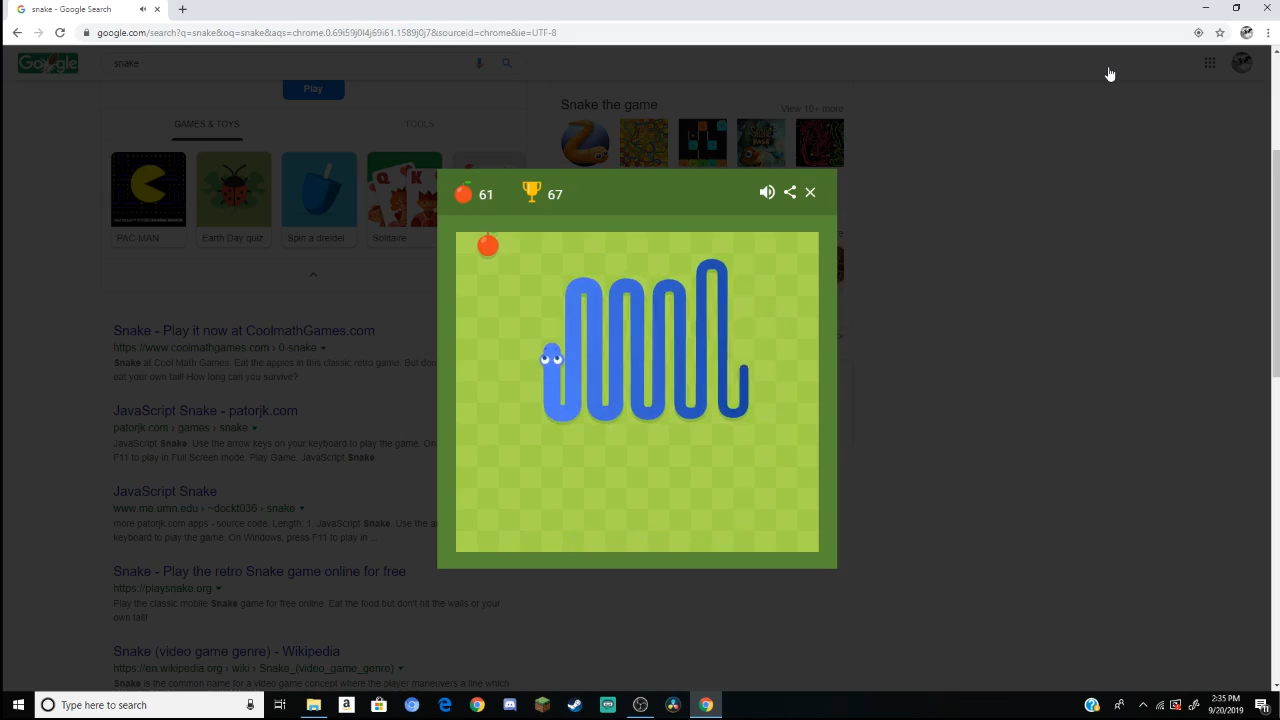 snake - Google Search
google.com/search?q=snake&oq=snake&aqs=chrome.0.69i59j0l4j69i61.1589j0j7&sourceid=chrome&ie=UTF-8
Google
snake
Play
Snake the game
View 10+ more
GAMES & TOYS
TOOLS
PAC-MAN
Earth Day quiz
Spin a dreidel
Solitaire
61
67
Snake - Play it now at CoolmathGames.com
https://www.coolmathgames.com › 0-snake
Snake at Cool Math Games: Eat the apples in this classic retro game. But don
eat your own tail! How long can you survive?
JavaScript Snake - patorjk.com
patorjk.com › games › snake
JavaScript Snake. Use the arrow keys on your keyboard to play the game. On
F11 to play in Full Screen mode. Play Game. JavaScript Snake.
JavaScript Snake
www.me.umn.edu › ~dockt036 › snake
more patorjk.com apps - source code. Length: 1. JavaScript Snake. Use the ar
keyboard to play the game. On Windows, press F11 to play in ...
Snake - Play the retro Snake game online for free
https://playsnake.org
Play the classic mobile Snake game for free online. Eat the food but don't hit the walls or your
own tail!
Snake (video game genre) - Wikipedia
https://en.wikipedia.org › wiki › Snake_(video_game_genre)
Snake is the common name for a video game concept where the player maneuvers a line which
Type here to search
2:35 PM
9/20/2019